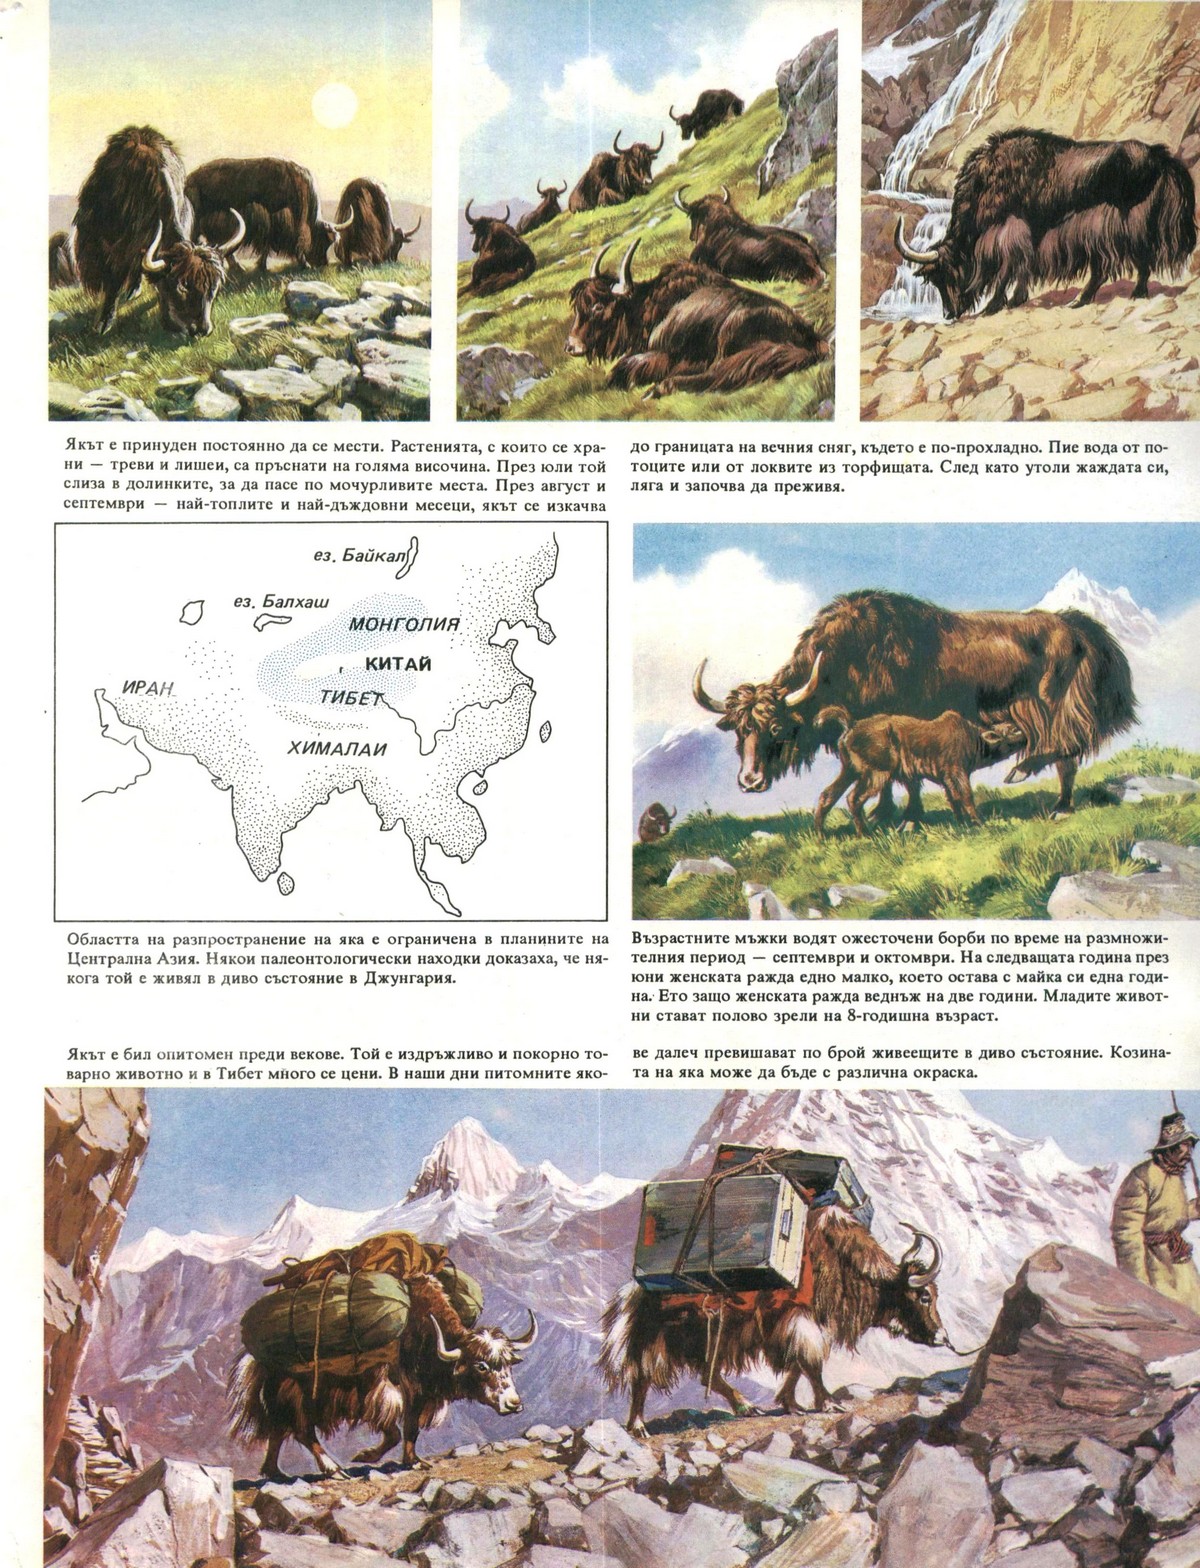 Якът е принуден постоянно да се мести. Растенията, с които се хра-
ни — треви и лишеи, са пръснати на голяма височина. През юли той
слиза в долинките, за да пасе по мочурливите места. През август и
септември — най-топлите и най-дъждовни месеци, якът се изкачва
до границата на вечния сняг, където е по-прохладно. Пие вода от по-
тоците или от локвите из торфищата. След като утоли жаждата си,
ляга и започва да преживя.
ез. Байкал
ез. Балхаш
МОНГОЛИЯ
КИТАЙ
ИРАН
ТИБЕТ
ХИМАЛАИ
Областта на разпространение на яка е ограничена в планините на
Централна Азия. Някои палеонтологически находки доказаха, че ня-
кога той е живял в диво състояние в Джунгария.
Възрастните мъжки водят ожесточени борби по време на размножи-
телния период — септември и октомври. На следващата година през
юни женската ражда едно малко, което остава с майка си една годи-
на. Ето защо женската ражда веднъж на две години. Младите живот-
ни стават полово зрели на 8-годишна възраст.
Якът е бил опитомен преди векове. Той е издръжливо и покорно то-
варно животно и в Тибет много се цени. В наши дни питомните яко-
ве далеч превишават по брой живеещите в диво състояние. Козина-
та на яка може да бъде с различна окраска.